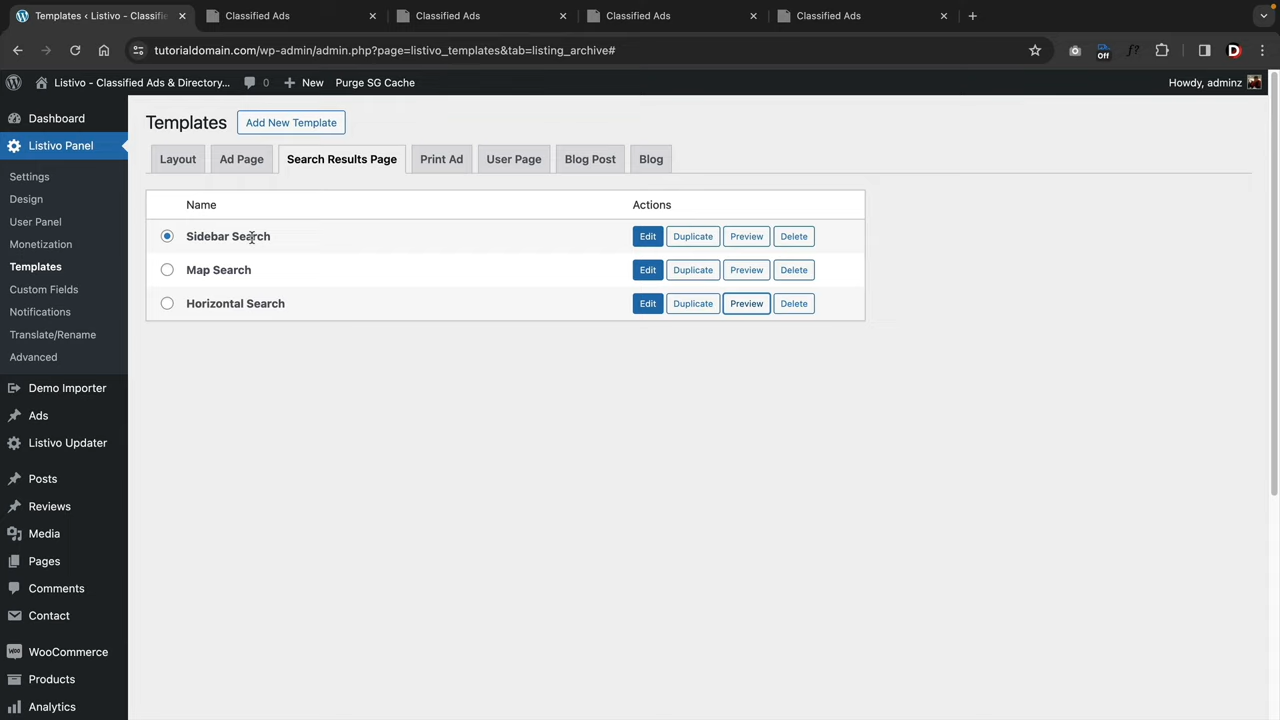 Templates ‹ Listivo – Classifie
Classified Ads
Classified Ads
Classified Ads
Classified Ads
tutorialdomain.com/wp-admin/admin.php?page=listivo_templates&tab=listing_archive#
Off
f?
D
Listivo - Classified Ads & Directory...
0
New
Purge SG Cache
Howdy, adminz
Dashboard
Listivo Panel
Settings
Design
User Panel
Monetization
Templates
Custom Fields
Notifications
Translate/Rename
Advanced
Demo Importer
Ads
Listivo Updater
Posts
Reviews
Media
Pages
Comments
Contact
WooCommerce
Products
Analytics
Templates
Add New Template
Layout
Ad Page
Search Results Page
Print Ad
User Page
Blog Post
Blog
Name Actions
Sidebar Search Edit Duplicate Preview Delete
Map Search Edit Duplicate Preview Delete
Horizontal Search Edit Duplicate Preview Delete